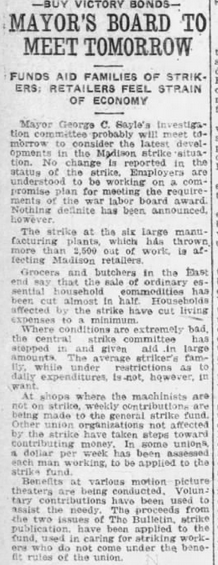 —BUY VICTORY BONDS—
MAYOR'S BOARD TO
MEET TOMORROW
FUNDS AID FAMILIES OF STRIK-
ERS; RETAILERS FEEL STRAIN
OF ECONOMY
Mayor George C. Sayle's investiga-
tion committee probably will meet to-
morrow to consider the latest devel-
opments in the Madison strike situa-
tion. No change is reported in the
status of the strike. Employers are
understood to be working on a com-
promise plan for meeting the require-
ments of the war labor board award.
Nothing definite has been announced,
however.
The strike at the six large manu-
facturing plants, which has thrown
more than 2,500 out of work, is af-
fecting Madison retailers.
Grocers and butchers in the East
end say that the sale of ordinary es-
sential household commodities has
been cut almost in half. Households
affected by the strike have cut living
expenses to a minimum.
Where conditions are extremely bad,
the central strike committee has
stepped in and given aid in large
amounts. The average striker's fam-
ily, while under restrictions as to
daily expenditures, is not, however, in
want.
At shops where the machinists are
not on strike, weekly contributions are
being made to the general strike fund.
Other union organizations not affected
by the strike have taken steps toward
contributing money. In some unions,
a dollar per week has been assessed
each man working, to be applied to the
strike fund.
Benefits at various motion picture
theaters are being conducted. Volun-
tary contributions have been used to
assist the needy. The proceeds from
the two issues of The Bulletin, strike
publication, have been applied to the
fund, used in caring for striking work-
ers who do not come under the bene-
fit rules of the union.